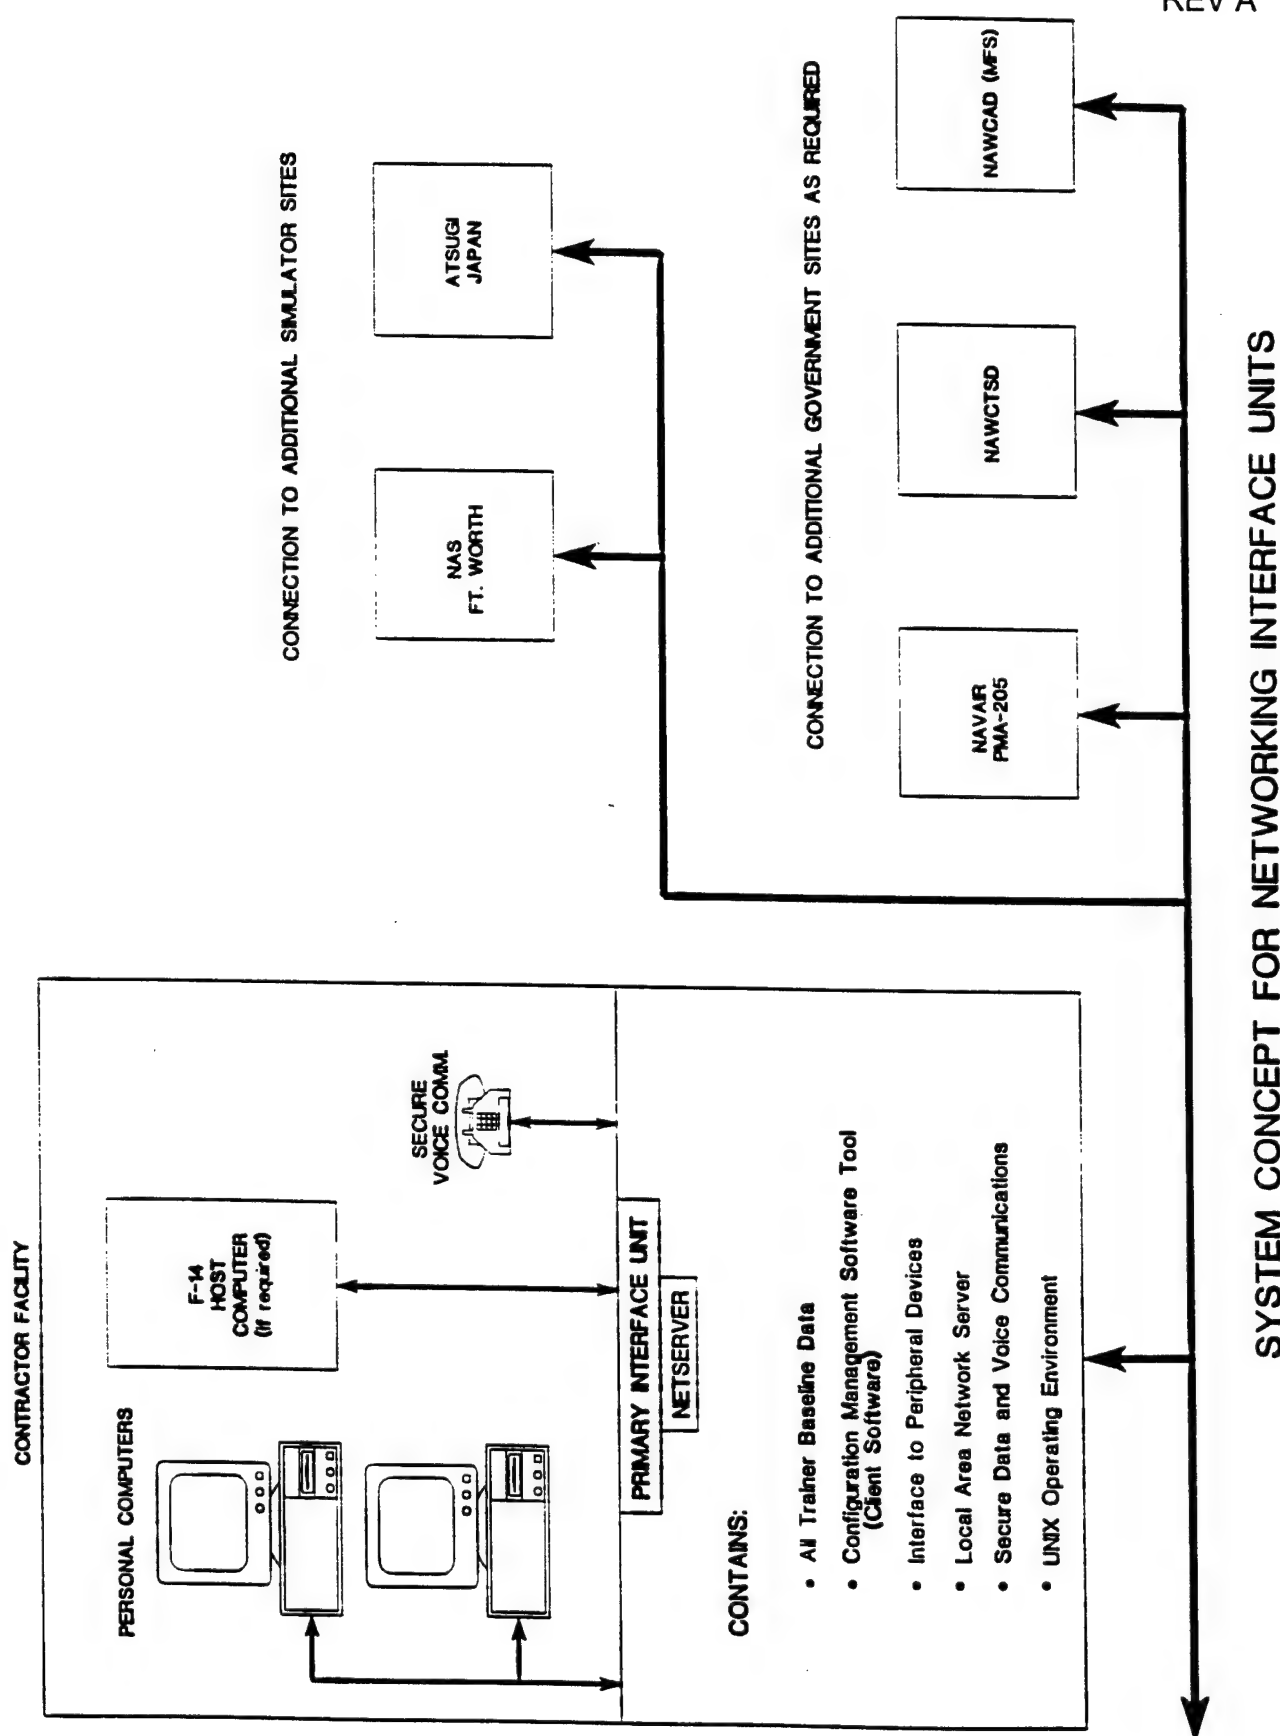 REV A
CONTRACTOR FACILITY
PERSONAL COMPUTERS
F-14
HOST
COMPUTER
(if required)
SECURE
VOICE COMM.
PRIMARY INTERFACE UNIT
NETSERVER
CONTAINS:
• All Trainer Baseline Data
• Configuration Management Software Tool
(Client Software)
• Interface to Peripheral Devices
• Local Area Network Server
• Secure Data and Voice Communications
• UNIX Operating Environment
CONNECTION TO ADDITIONAL SIMULATOR SITES
NAS
FT. WORTH
ATSUGI
JAPAN
CONNECTION TO ADDITIONAL GOVERNMENT SITES AS REQUIRED
NAVAIR
PMA-205
NAWCTSD
NAWCAD (MFS)
SYSTEM CONCEPT FOR NETWORKING INTERFACE UNITS